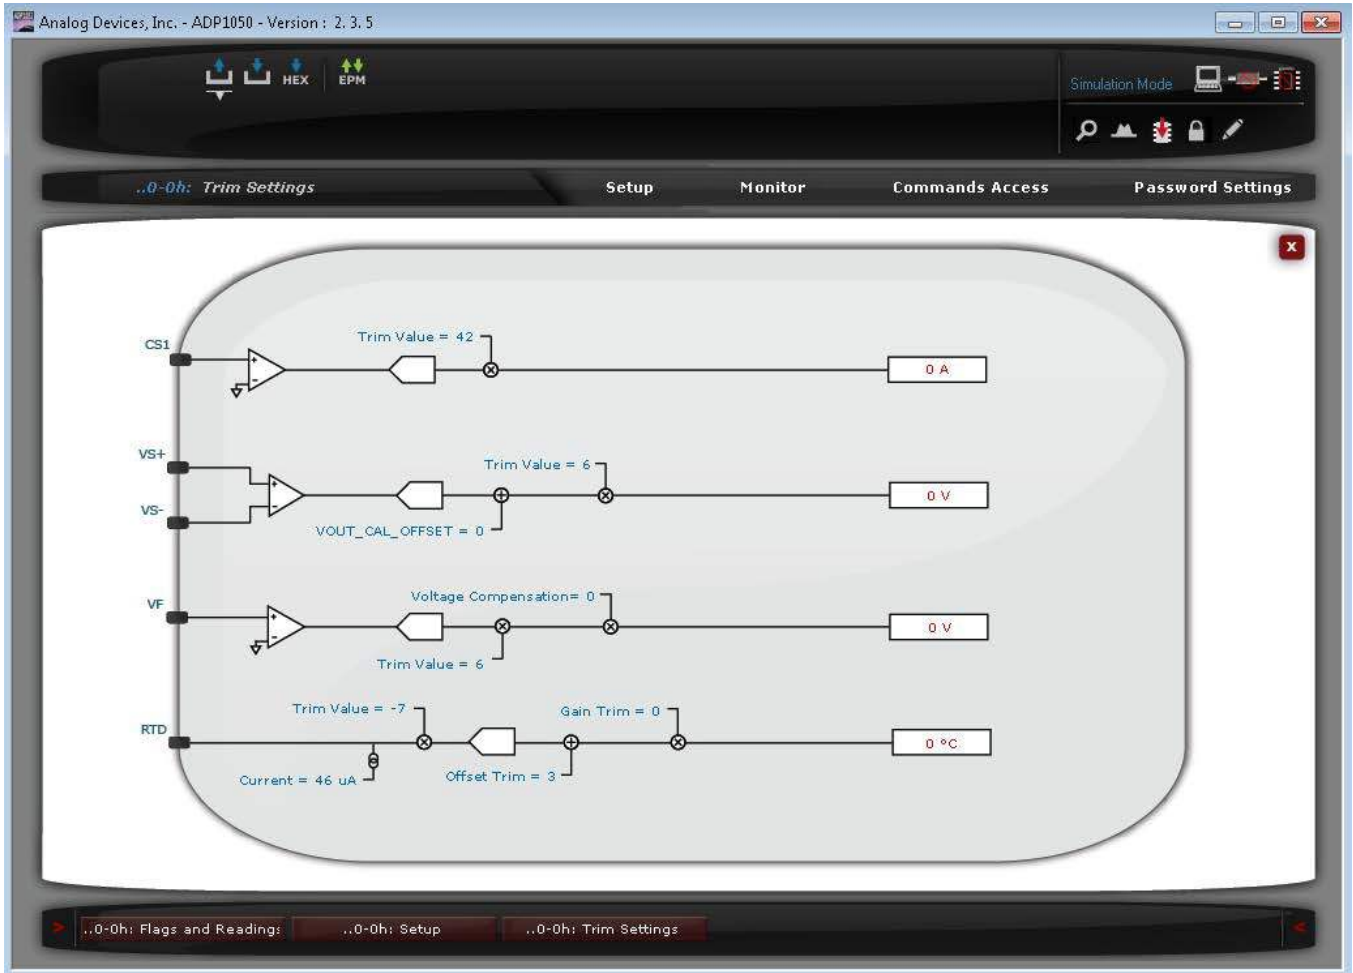 Analog Devices, Inc. - ADP1050 - Version : 2. 3. 5
HEX
EPM
Simulation Mode
..0-0h: Trim Settings
Setup
Monitor
Commands Access
Password Settings
x
CS1
Trim Value = 42
0 A
VS+
Trim Value = 6
0 V
VS-
VOUT_CAL_OFFSET = 0
VF
Voltage Compensation= 0
0 V
Trim Value = 6
RTD
Trim Value = -7
Gain Trim = 0
0 °C
Current = 46 uA
Offset Trim = 3
> ..0-0h: Flags and Readings
..0-0h: Setup
..0-0h: Trim Settings
<